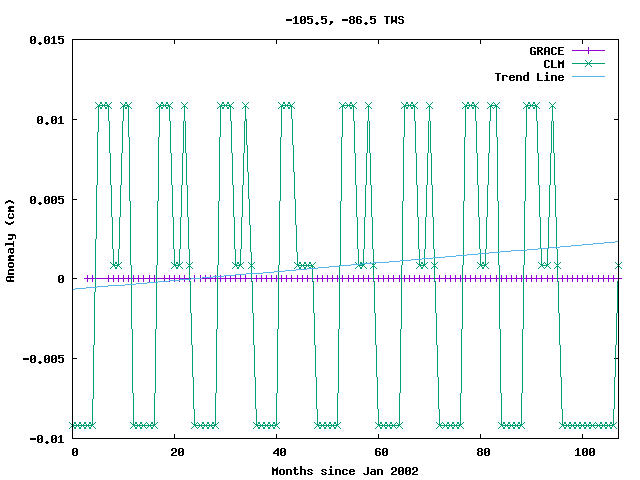 -105.5, -86.5 TWS
0.015
GRACE
CLM
Trend Line
0.01
0.005
Anomaly (cm)
0
-0.005
-0.01
0 20 40 60 80 100
Months since Jan 2002